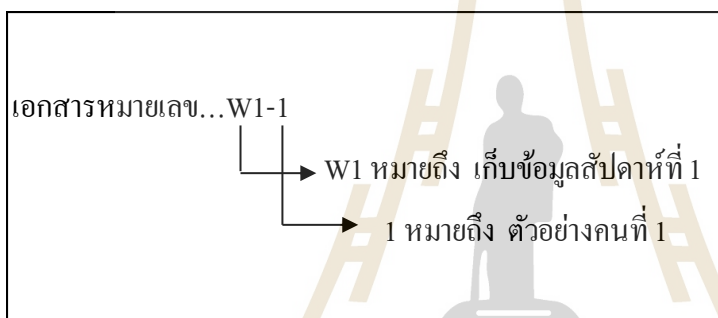 เอกสารหมายเลข...W1-1
W1 หมายถึง เก็บข้อมูลสัปดาห์ที่ 1
1 หมายถึง ตัวอย่างคนที่ 1